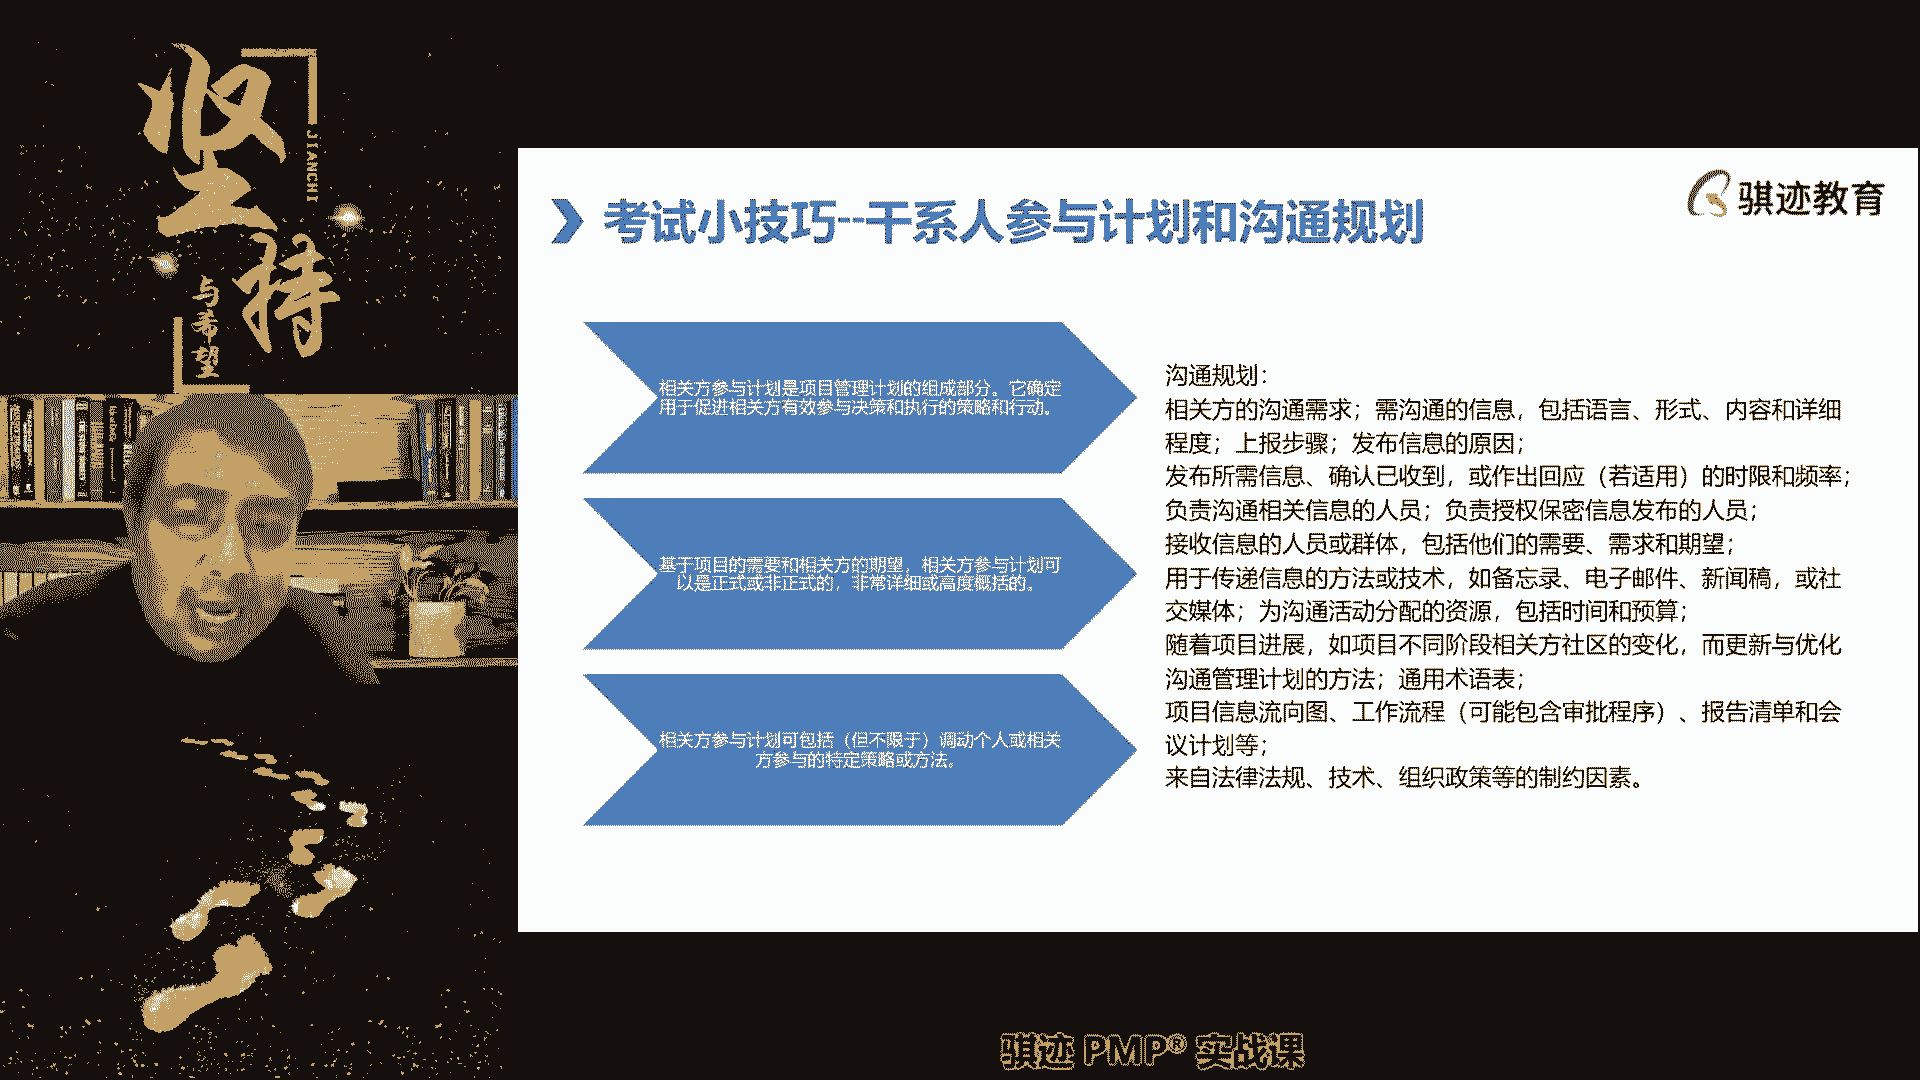 坚持
JIANCHI
与希望
考试小技巧--干系人参与计划和沟通规划
骐迹教育
相关方参与计划是项目管理计划的组成部分。它确定
用于促进相关方有效参与决策和执行的策略和行动。
基于项目的需要和相关方的期望，相关方参与计划可
以是正式或非正式的，非常详细或高度概括的。
相关方参与计划可包括（但不限于）调动个人或相关
方参与的特定策略或方法。
沟通规划：
相关方的沟通需求；需沟通的信息，包括语言、形式、内容和详细
程度；上报步骤；发布信息的原因；
发布所需信息、确认已收到，或作出回应（若适用）的时限和频率；
负责沟通相关信息的人员；负责授权保密信息发布的人员；
接收信息的人员或群体，包括他们的需要、需求和期望；
用于传递信息的方法或技术，如备忘录、电子邮件、新闻稿，或社
交媒体；为沟通活动分配的资源，包括时间和预算；
随着项目进展，如项目不同阶段相关方社区的变化，而更新与优化
沟通管理计划的方法；通用术语表；
项目信息流向图、工作流程（可能包含审批程序）、报告清单和会
议计划等；
来自法律法规、技术、组织政策等的制约因素。
骐迹 PMP® 实战课